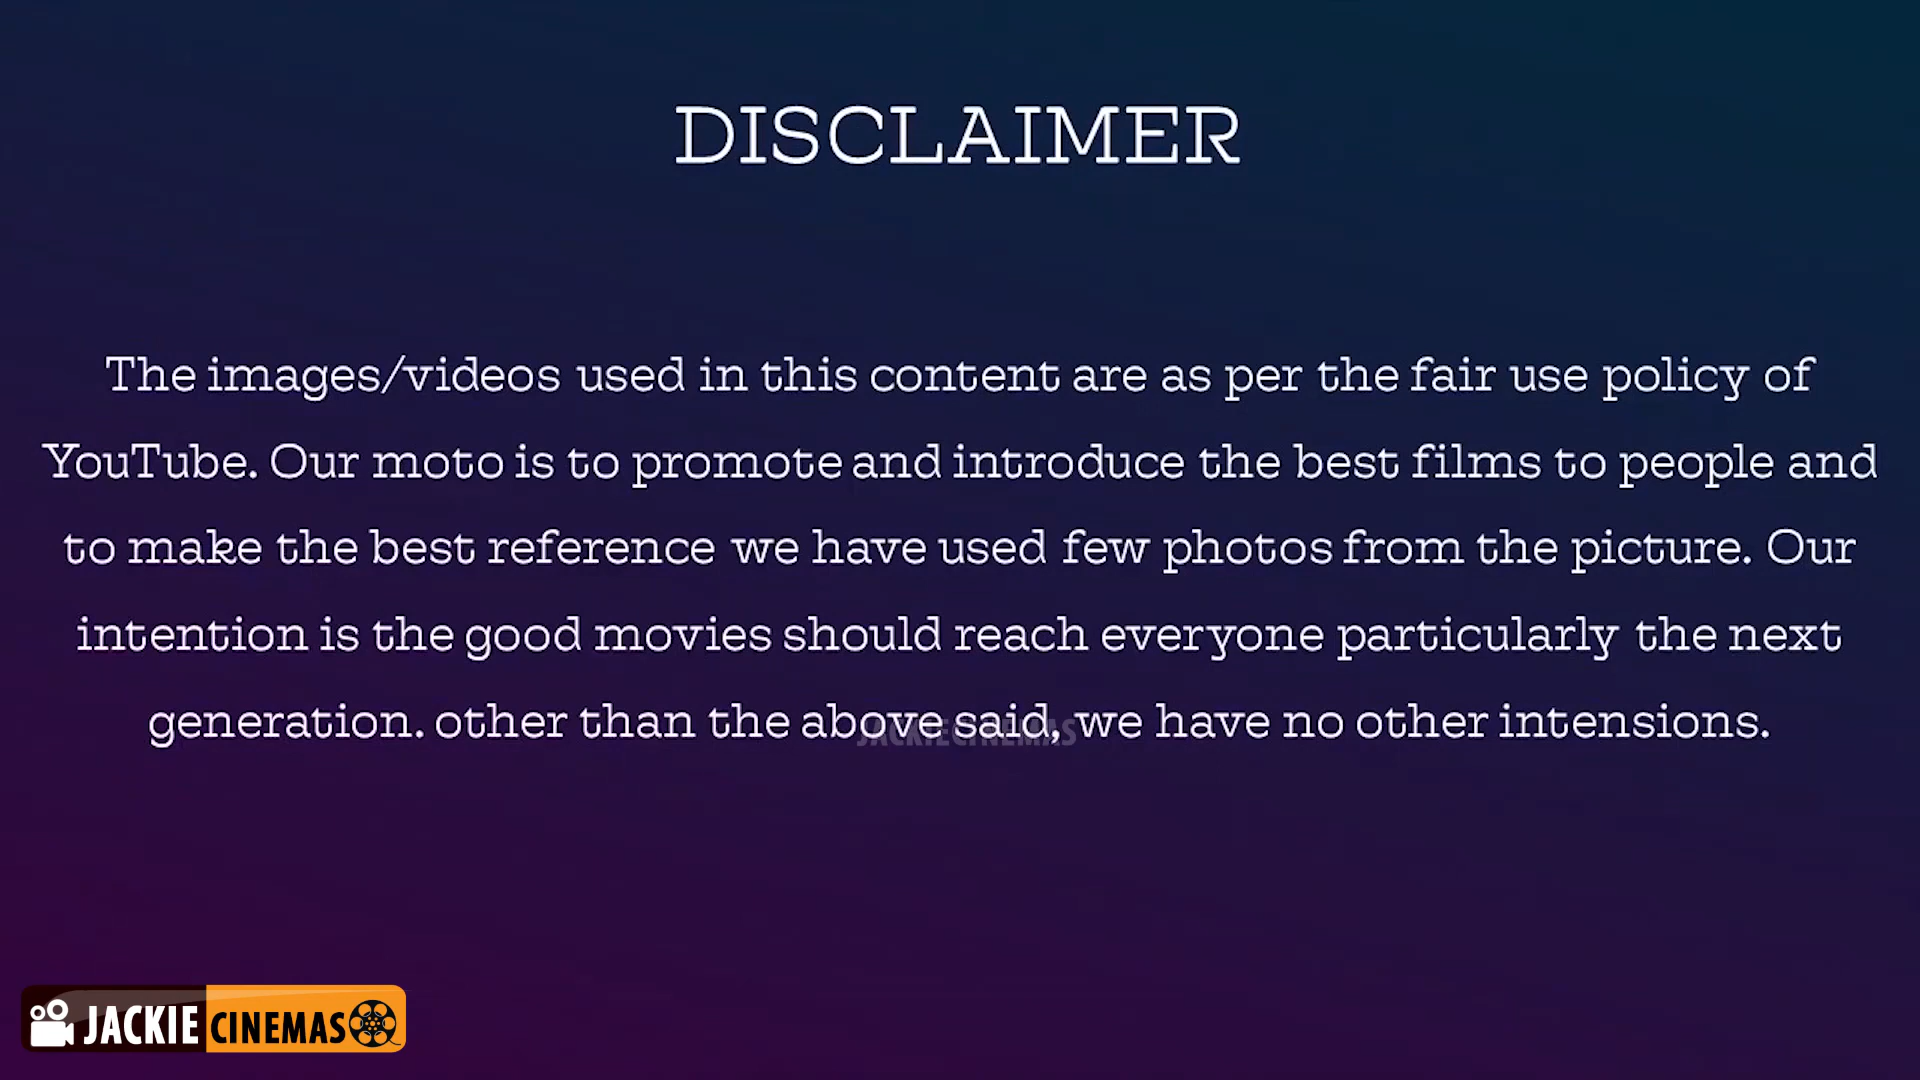 DISCLAIMER
The images/videos used in this content are as per the fair use policy of
YouTube. Our moto is to promote and introduce the best films to people and
to make the best reference we have used few photos from the picture. Our
intention is the good movies should reach everyone particularly the next
generation. other than the above said, we have no other intensions.
JACKIECINEMAS
JACKIE CINEMAS